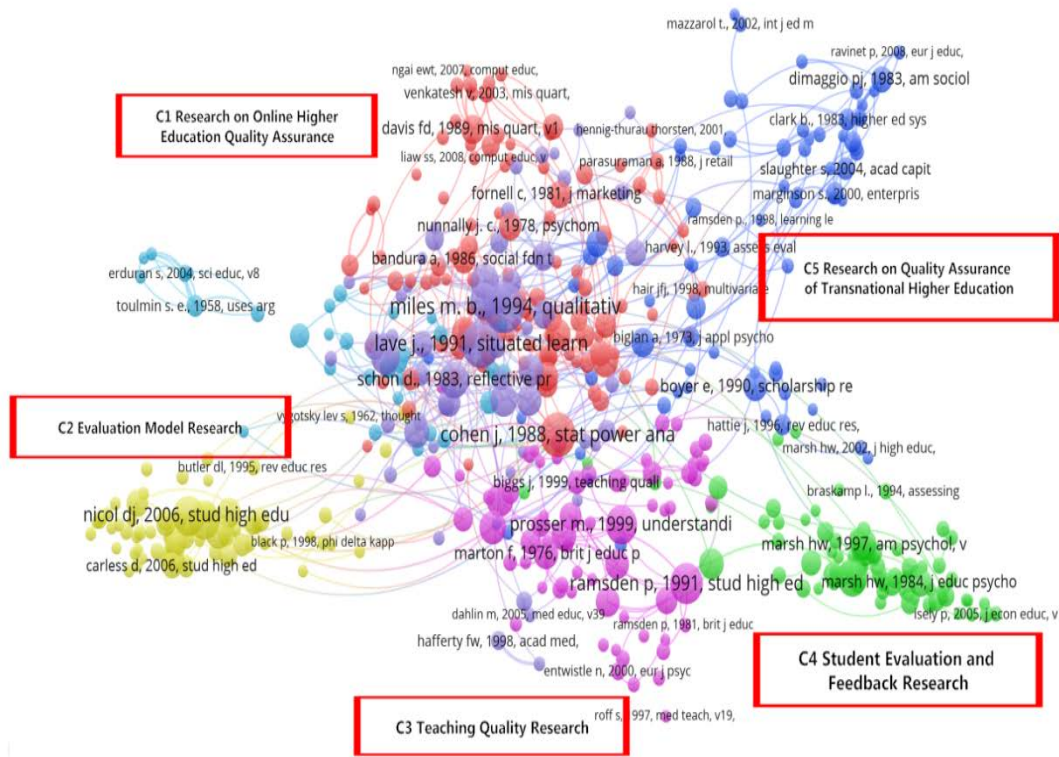 mazzarol t., 2002, int j ed m
ravinet p, 2008, eur j educ,
ngai ewt, 2007, comput educ,
dimaggio pj, 1983, am sociol
venkatesh v, 2003, mis quart,
C1 Research on Online Higher
Education Quality Assurance
clark b., 1983, higher ed sys
davis fd, 1989, mis quart, v1
hennig-thurau thorsten, 2001,
liaw ss, 2008, comput educ, v
parasuraman a, 1988, j retail
slaughter s, 2004, acad capit
fornell c, 1981, j marketing
marginson s., 2000, enterpris
nunnally j. c., 1978, psychom
ramsden p., 1998, learning le
harvey l., 1993, assess eval
bandura a, 1986, social fdn t
erduran s, 2004, sci educ, v8
C5 Research on Quality Assurance
of Transnational Higher Education
hair jfj, 1998, multivariate
toulmin s. e., 1958, uses arg
miles m. b., 1994, qualitativ
lave j., 1991, situated learn
biglan a, 1973, j appl psycho
schon d., 1983, reflective pr
boyer e, 1990, scholarship re
vygotsky lev s, 1962, thought
C2 Evaluation Model Research
hattie j, 1996, rev educ res,
cohen j, 1988, stat power ana
marsh hw, 2002, j high educ,
butler dl, 1995, rev educ res
biggs j, 1999, teaching quali
braskamp l., 1994, assessing
nicol dj, 2006, stud high edu
prosser m., 1999, understandi
black p, 1998, phi delta kapp
marsh hw, 1997, am psychol, v
marton f, 1976, brit j educ p
carless d, 2006, stud high ed
ramsden p, 1991, stud high ed
marsh hw, 1984, j educ psycho
dahlin m, 2005, med educ, v39
isely p, 2005, j econ educ, v
ramsden p, 1981, brit j educ
hafferty fw, 1998, acad med,
entwistle n, 2000, eur j psyc
C4 Student Evaluation and
Feedback Research
roff s, 1997, med teach, v19,
C3 Teaching Quality Research